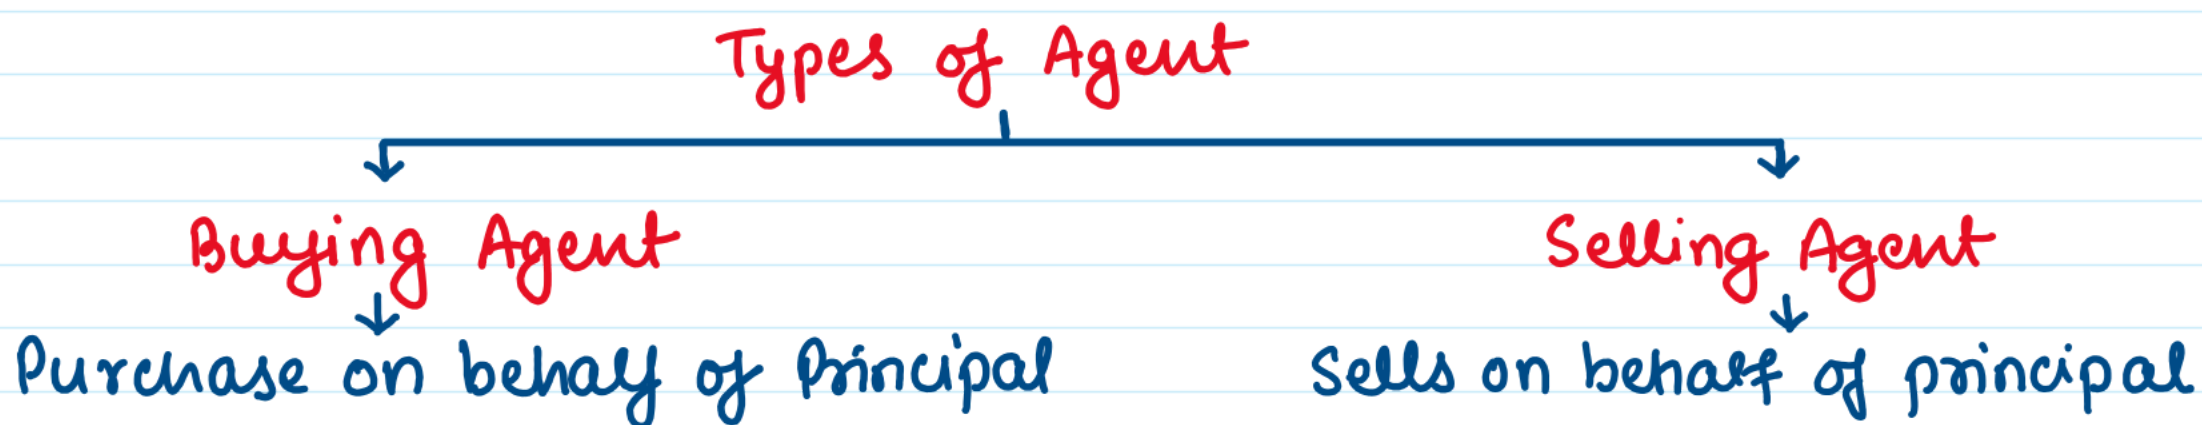 Types of Agent
Buying Agent
Selling Agent
Purchase on behalf of Principal
Sells on behalf of principal